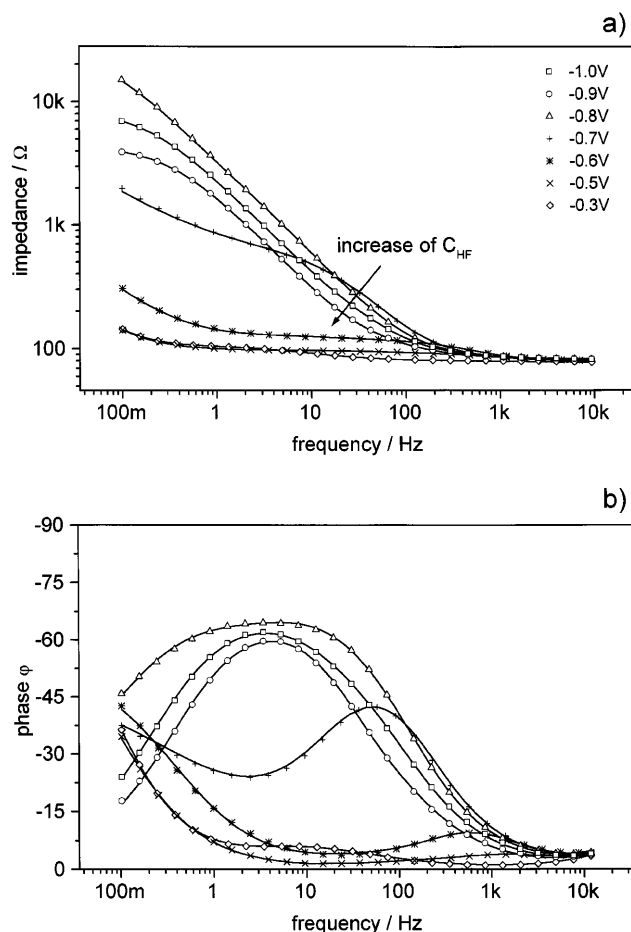 a)
10k
1k
100
impedance / Ω
-1.0V
-0.9V
-0.8V
-0.7V
-0.6V
-0.5V
-0.3V
increase of C_HF
100m 1 10 100 1k 10k
frequency / Hz
b)
-90
-75
-60
-45
-30
-15
0
phase φ
100m 1 10 100 1k 10k
frequency / Hz